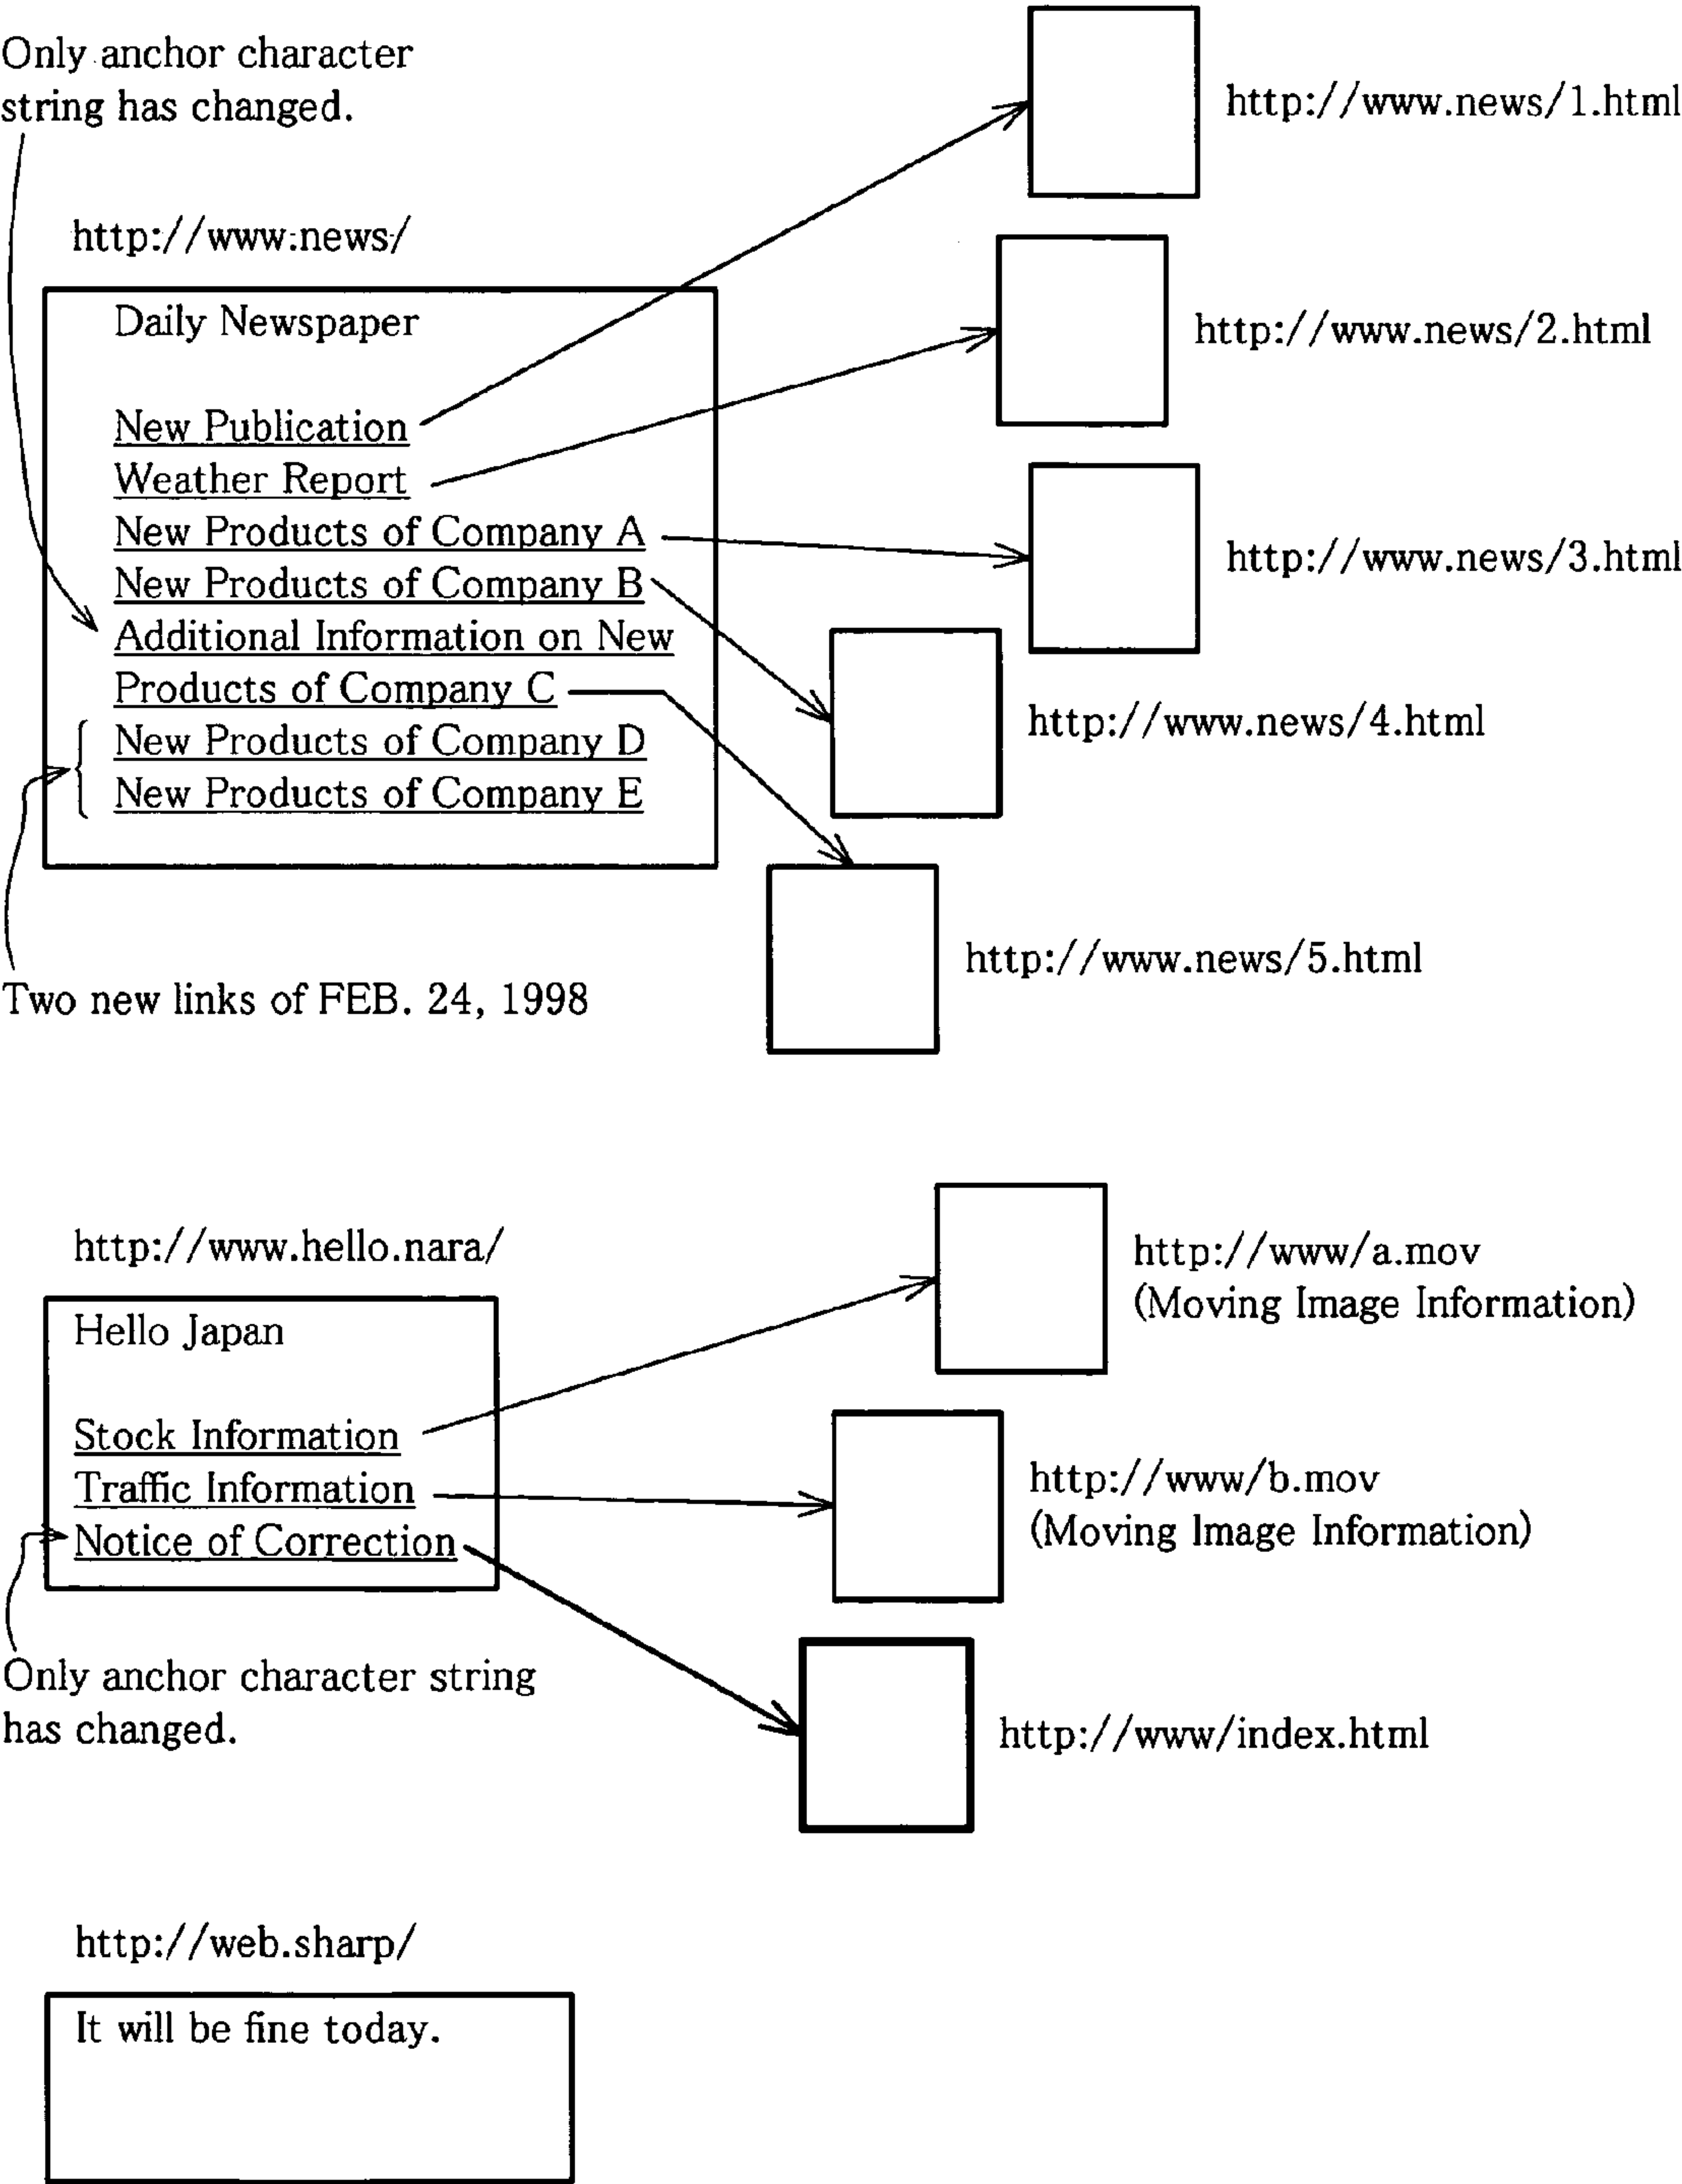 Only anchor character
string has changed.
http://www.news/1.html
http://www.news/
Daily Newspaper
http://www.news/2.html
New Publication
Weather Report
New Products of Company A
http://www.news/3.html
New Products of Company B
Additional Information on New
Products of Company C
http://www.news/4.html
New Products of Company D
New Products of Company E
http://www.news/5.html
Two new links of FEB. 24, 1998
http://www.hello.nara/
http://www/a.mov
(Moving Image Information)
Hello Japan
Stock Information
Traffic Information
Notice of Correction
http://www/b.mov
(Moving Image Information)
Only anchor character string
has changed.
http://www/index.html
http://web.sharp/
It will be fine today.